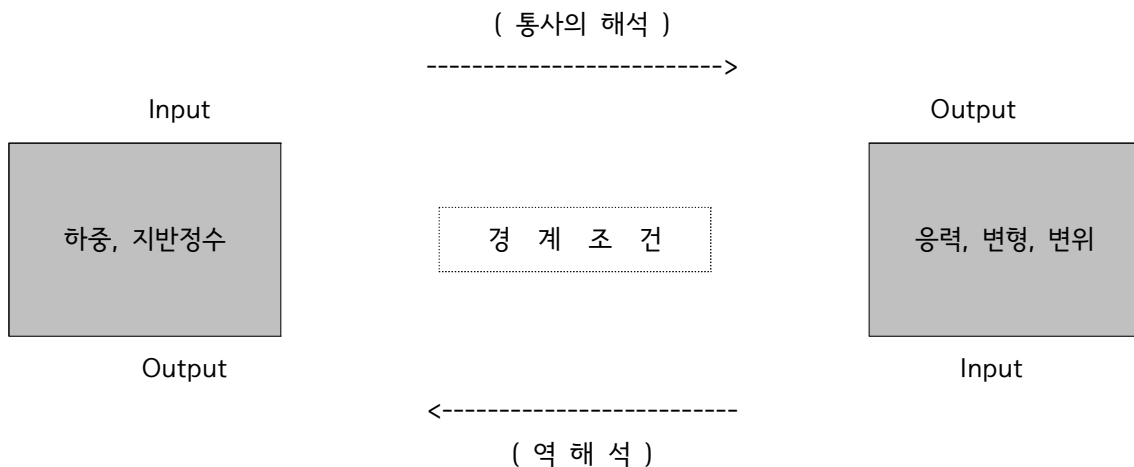 ( 통사의 해석 )
-------------------------->
Input
Output
하중, 지반정수
경 계 조 건
응력, 변형, 변위
Output
Input
<--------------------------
( 역 해 석 )